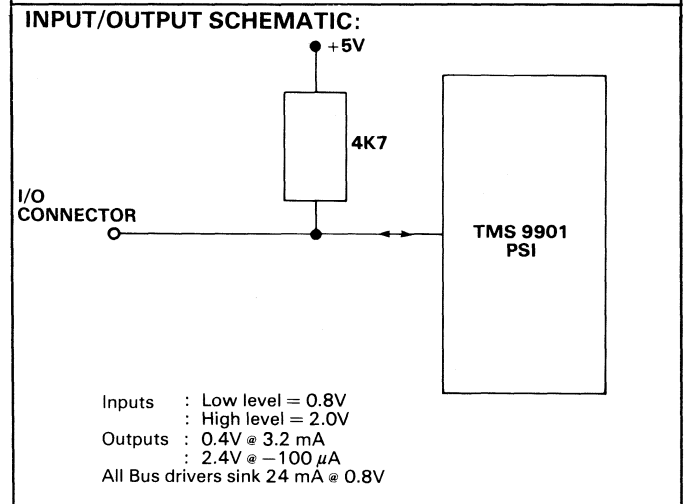 INPUT/OUTPUT SCHEMATIC:
+5V
4K7
I/O
CONNECTOR
TMS 9901
PSI
Inputs : Low level = 0.8V
: High level = 2.0V
Outputs : 0.4V @ 3.2 mA
: 2.4V @ −100 µA
All Bus drivers sink 24 mA @ 0.8V